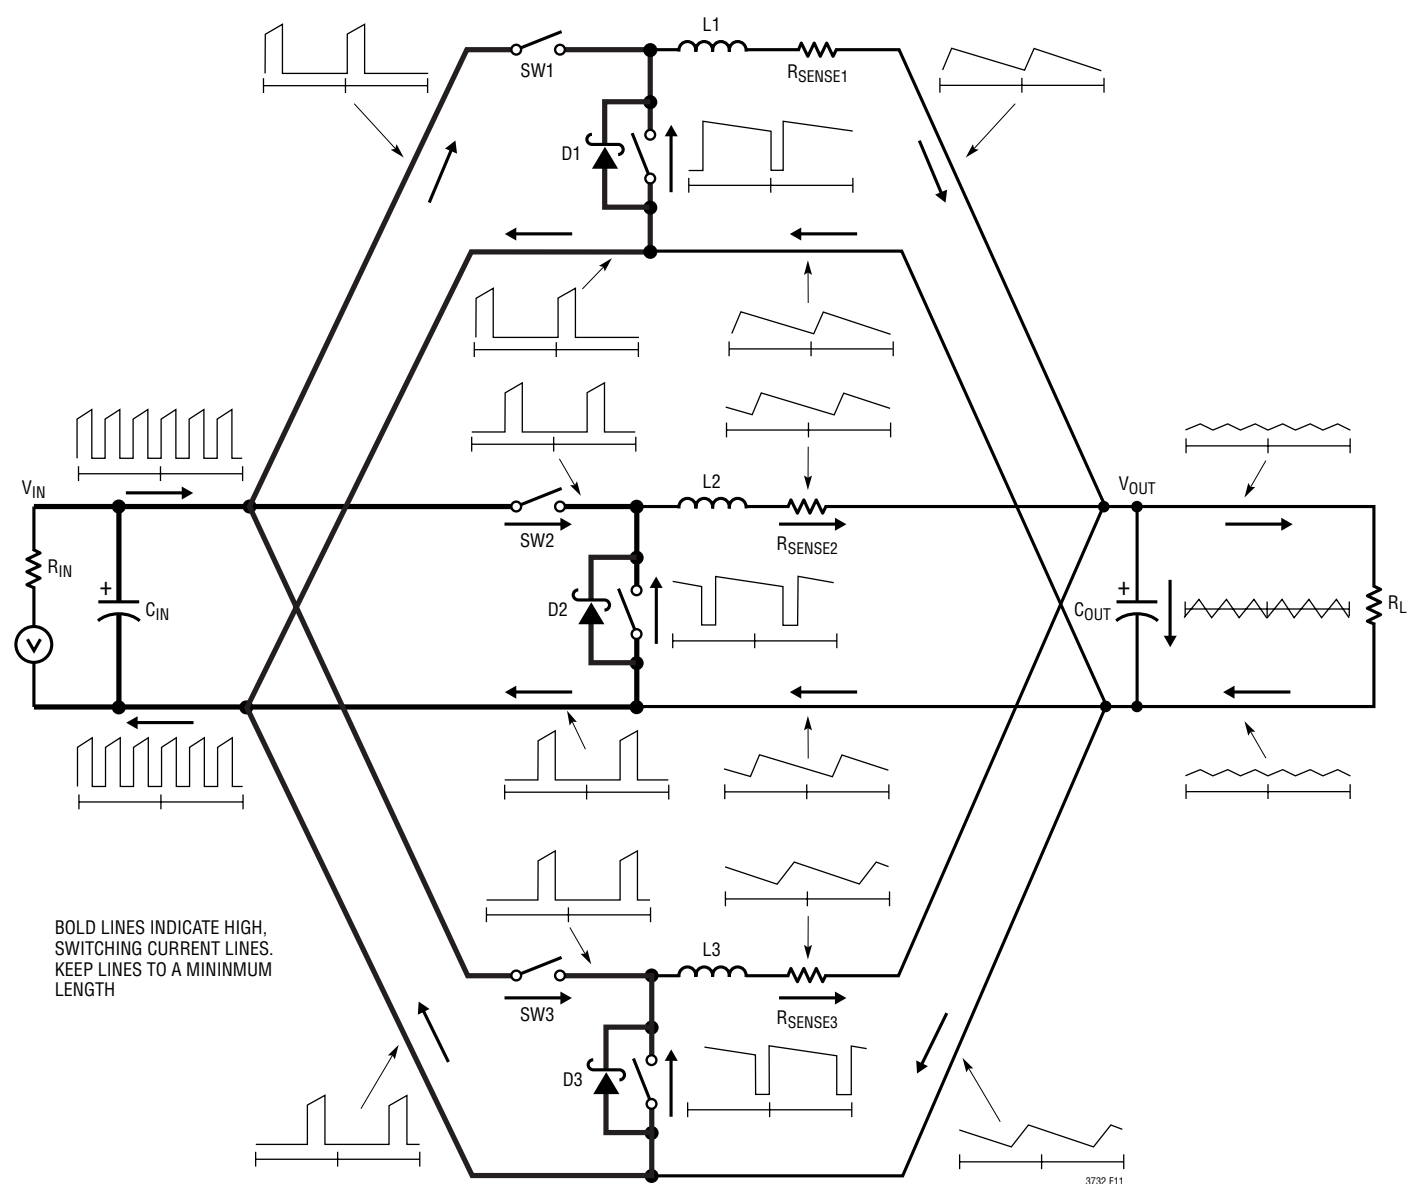 L1
SW1
RSENSE1
D1
VIN
L2
VOUT
SW2
RSENSE2
RIN
+
CIN
D2
+
COUT
RL
V
BOLD LINES INDICATE HIGH,
SWITCHING CURRENT LINES.
KEEP LINES TO A MININMUM
LENGTH
L3
SW3
RSENSE3
D3
3732 F11